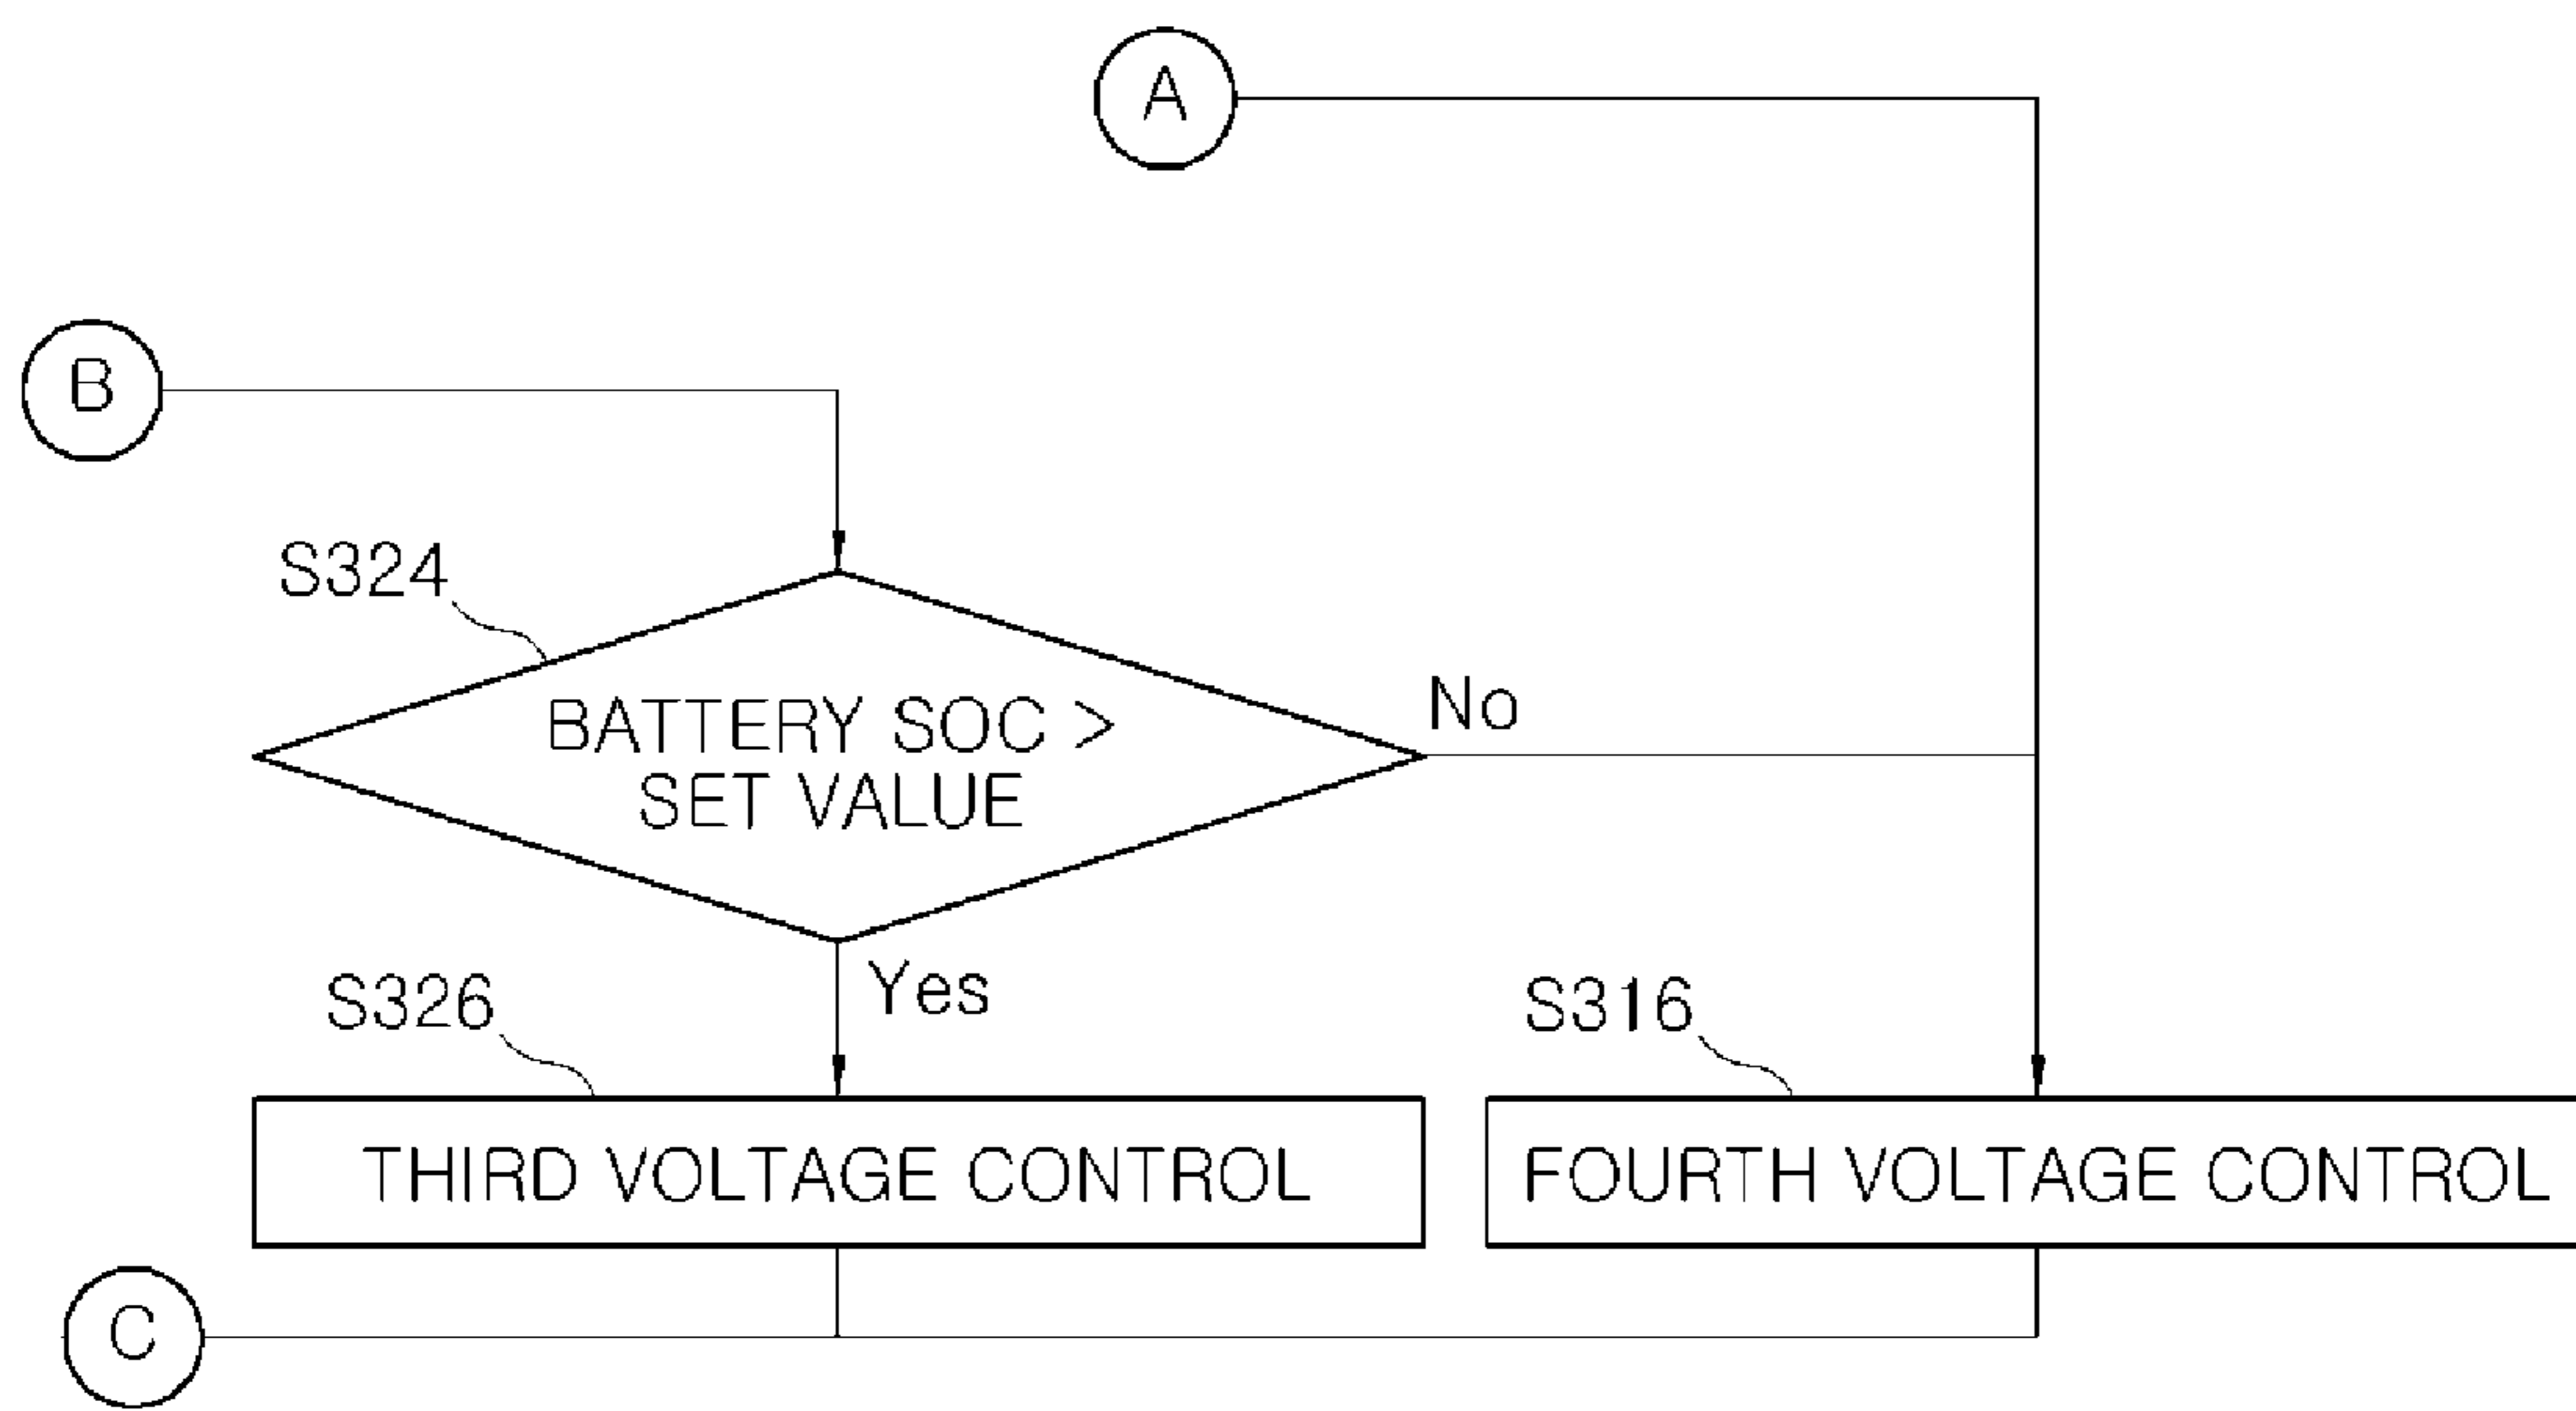 A
B
S324
BATTERY SOC >
SET VALUE
No
Yes
S326
S316
THIRD VOLTAGE CONTROL
FOURTH VOLTAGE CONTROL
C